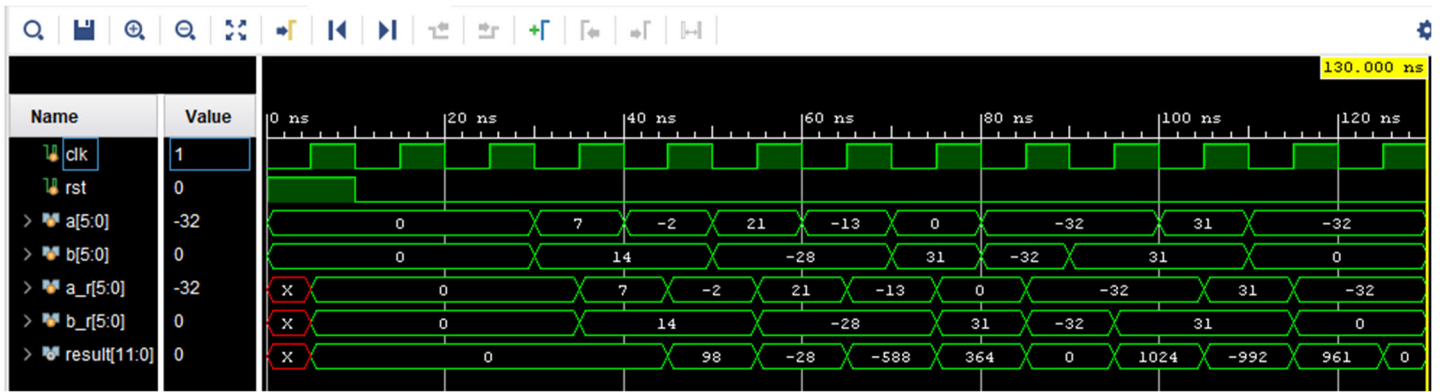 130.000 ns
Name Value 0 ns 20 ns 40 ns 60 ns 80 ns 100 ns 120 ns
clk 1
rst 0
a[5:0] -32 0 7 -2 21 -13 0 -32 31 -32
b[5:0] 0 0 14 -28 31 -32 31 0
a_r[5:0] -32 X 0 7 -2 21 -13 0 -32 31 -32
b_r[5:0] 0 X 0 14 -28 31 -32 31 0
result[11:0] 0 X 0 98 -28 -588 364 0 1024 -992 961 0